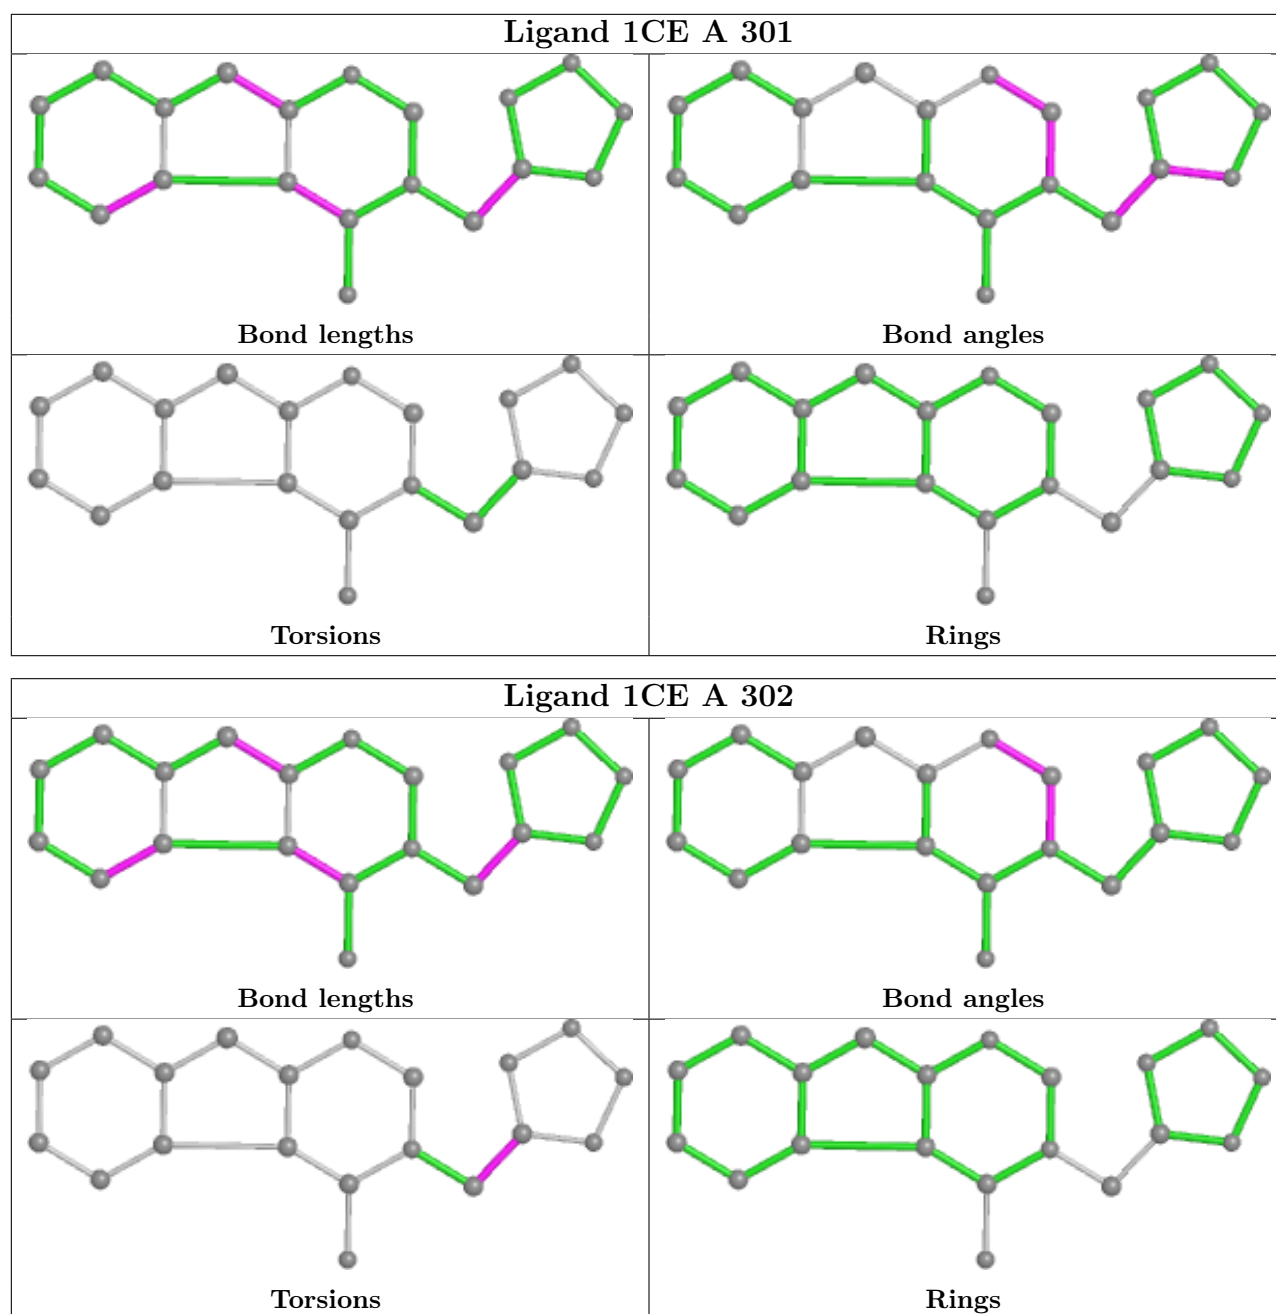 Ligand 1CE A 301
Bond lengths
Bond angles
Torsions
Rings
Ligand 1CE A 302
Bond lengths
Bond angles
Torsions
Rings